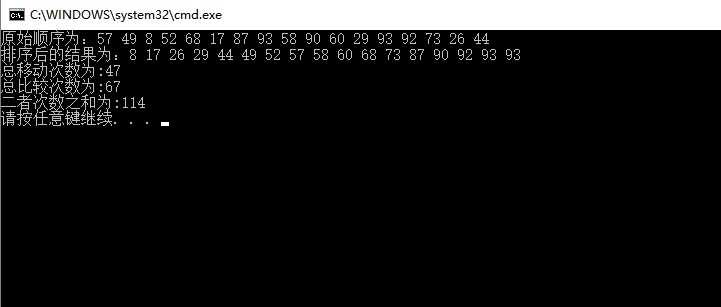 C:\WINDOWS\system32\cmd.exe
原始顺序为：57 49 8 52 68 17 87 93 58 90 60 29 93 92 73 26 44
排序后的结果为：8 17 26 29 44 49 52 57 58 60 68 73 87 90 92 93 93
总移动次数为:47
总比较次数为:67
二者次数之和为:114
请按任意键继续. . .